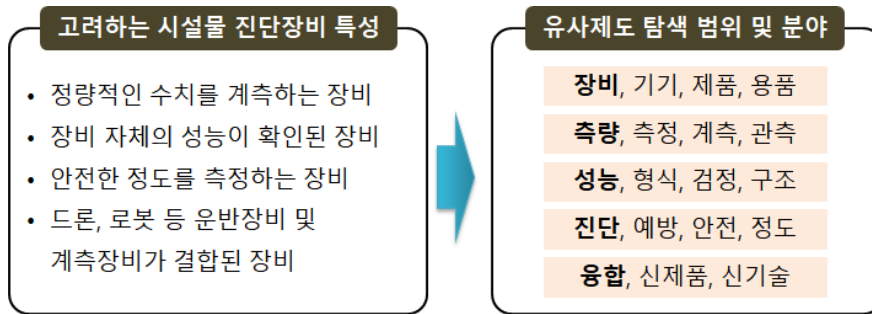 고려하는 시설물 진단장비 특성
• 정량적인 수치를 계측하는 장비
• 장비 자체의 성능이 확인된 장비
• 안전한 정도를 측정하는 장비
• 드론, 로봇 등 운반장비 및
계측장비가 결합된 장비
유사제도 탐색 범위 및 분야
장비, 기기, 제품, 용품
측량, 측정, 계측, 관측
성능, 형식, 검정, 구조
진단, 예방, 안전, 정도
융합, 신제품, 신기술